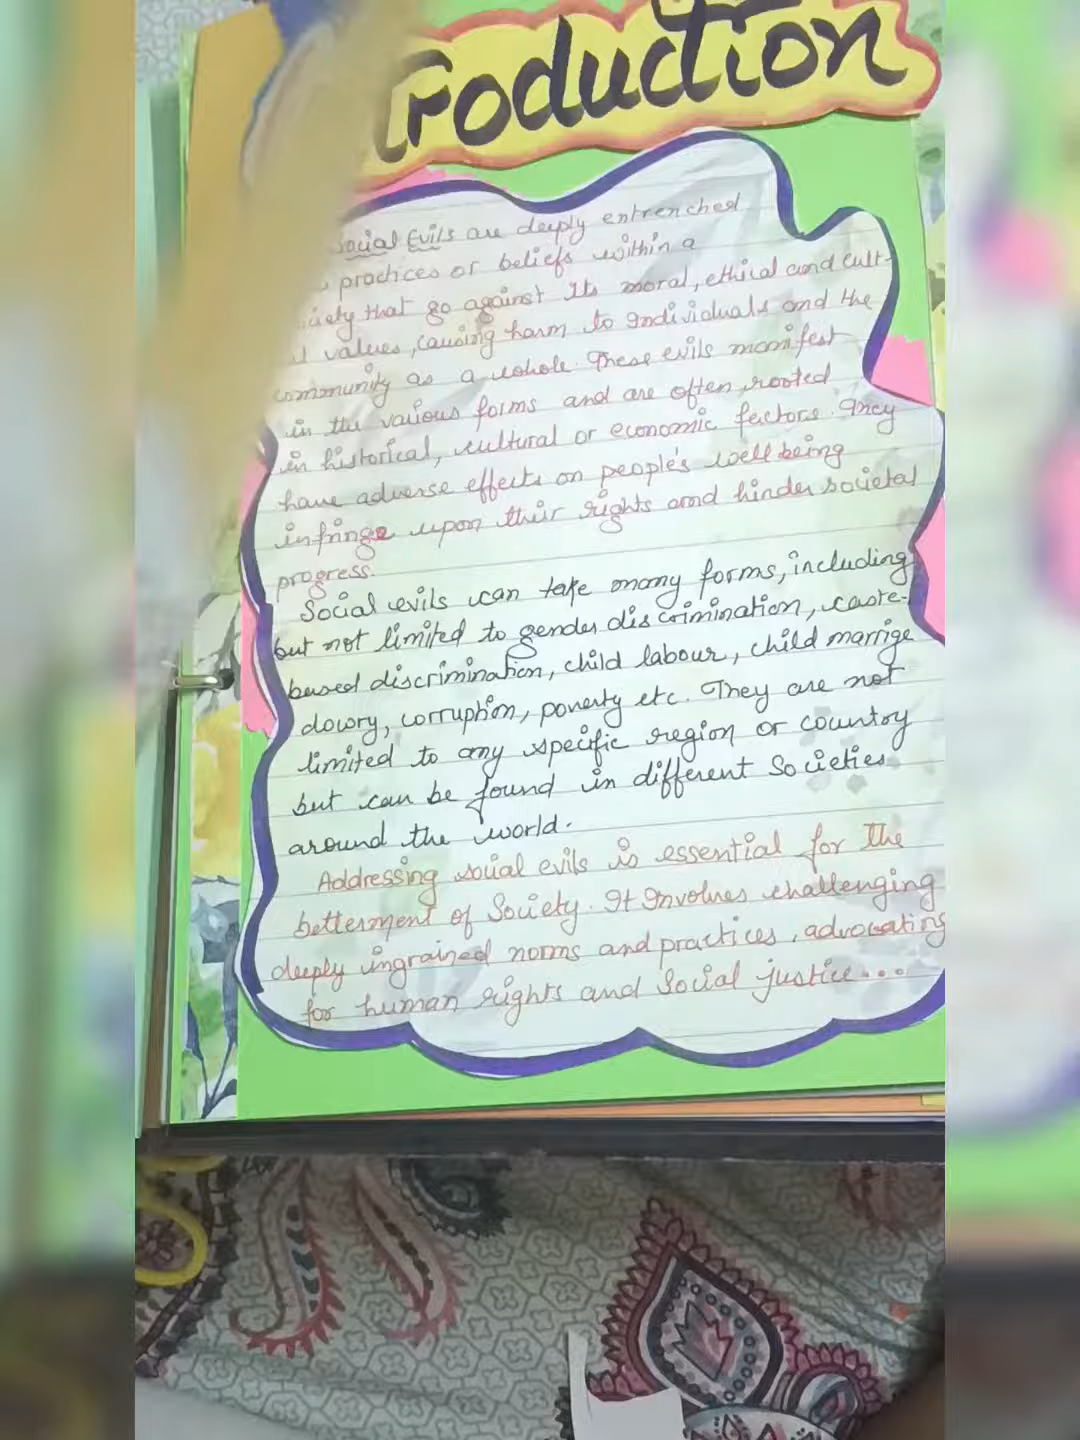 troduction
Social Evils are deeply entrenched
practices or beliefs within a
ciety that go against Its moral, ethical and cult-
l values, causing harm to Individuals and the
community as a whole. These evils manifest
in the various forms and are often rooted
in historical, cultural or economic factors. They
have adverse effects on people's well being
infringe upon their rights and hinder societal
progress.
Social evils can take many forms, including
but not limited to gender discrimination, caste-
based discrimination, child labour, child marrige
dowry, corruption, poverty etc. They are not
limited to any specific region or country
but can be found in different Societies
around the world.
Addressing social evils is essential for the
betterment of Society. It Involves challenging
deeply ingrained norms and practices, advocating
for human rights and Social justice...